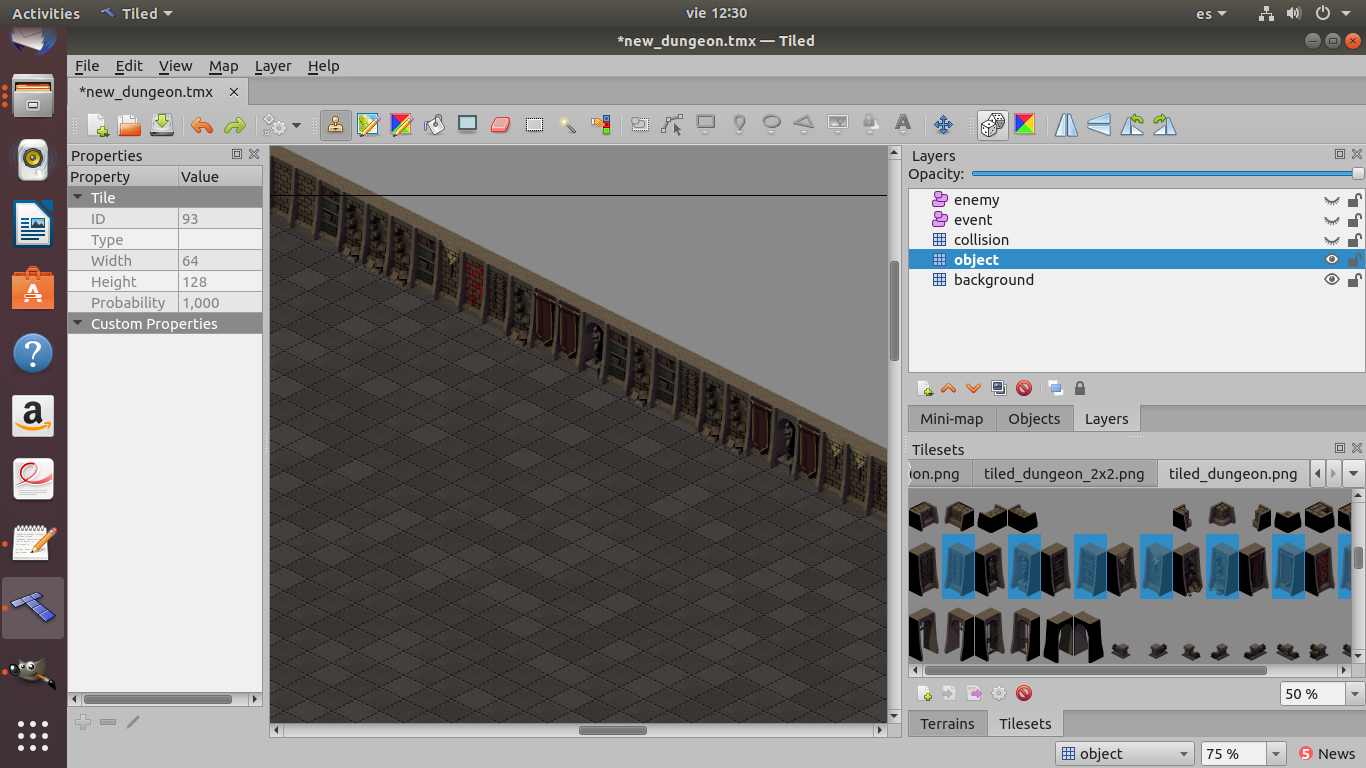 Activities Tiled vie 12:30 es
*new_dungeon.tmx — Tiled
File Edit View Map Layer Help
*new_dungeon.tmx
Properties
Property Value
Tile
ID 93
Type
Width 64
Height 128
Probability 1,000
Custom Properties
Layers
Opacity:
enemy
event
collision
object
background
Mini-map Objects Layers
Tilesets
on.png tiled_dungeon_2x2.png tiled_dungeon.png
50 %
Terrains Tilesets
object 75 % 5 News